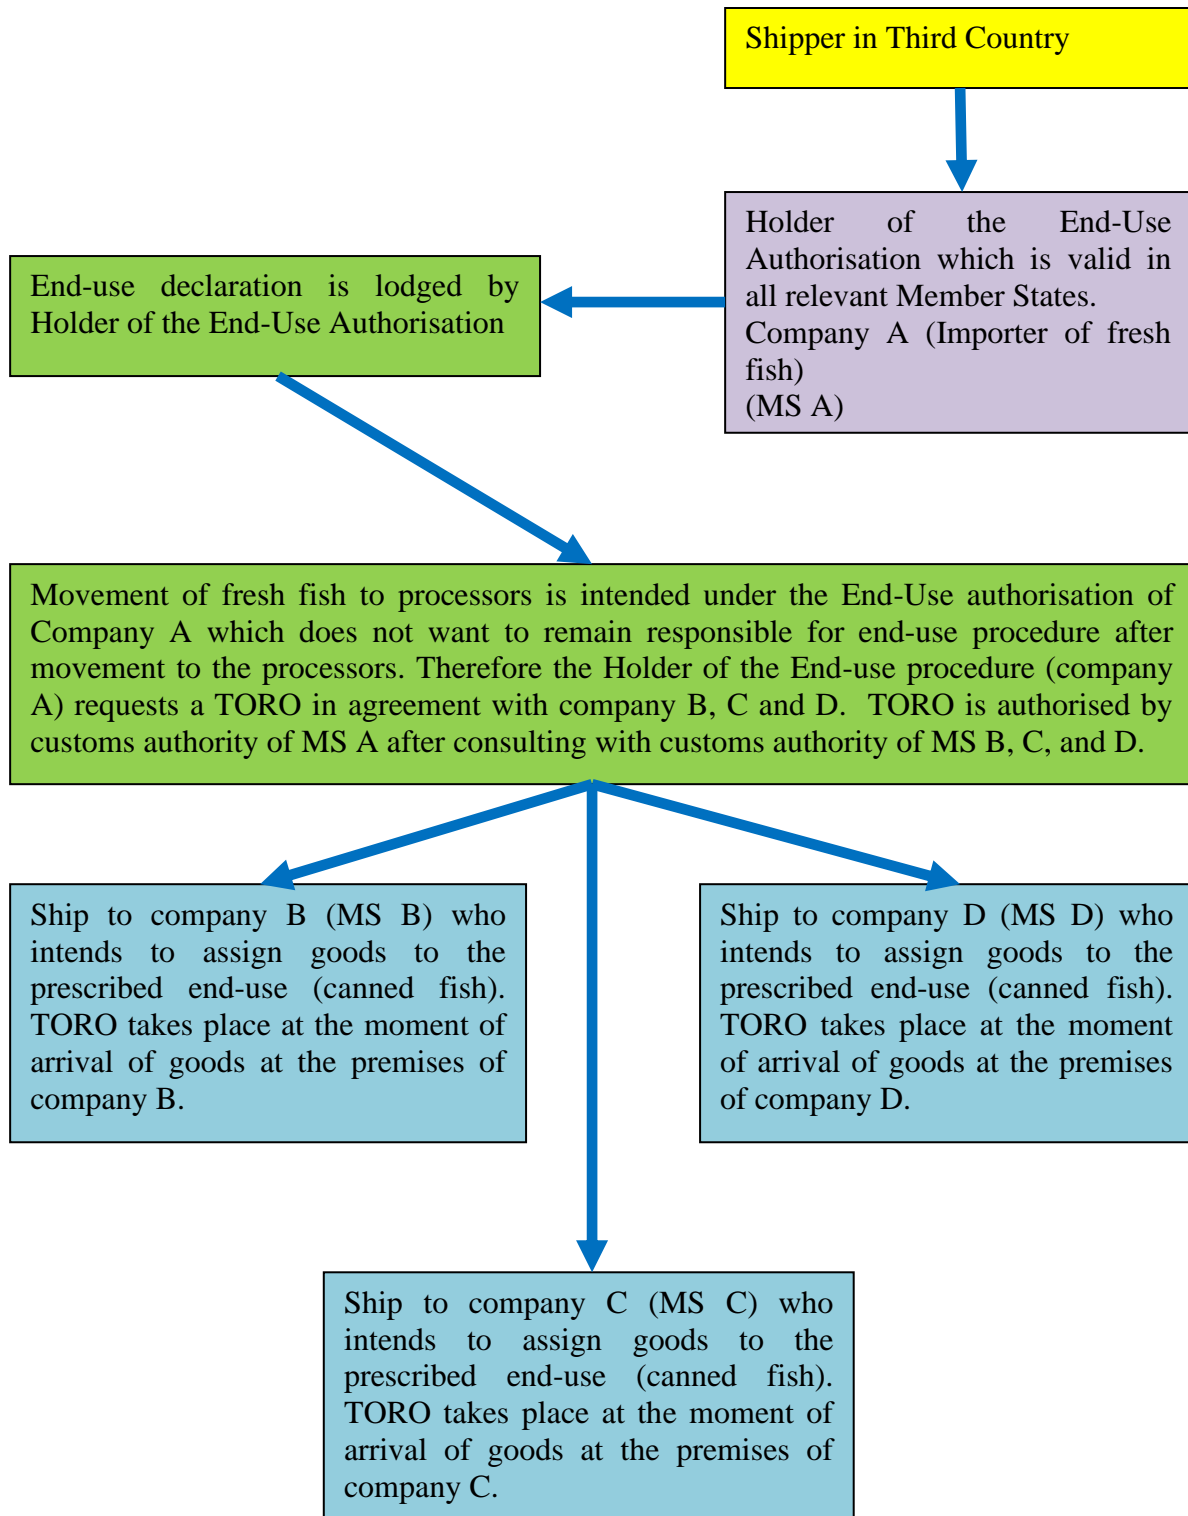 Shipper in Third Country
Holder of the End-Use
Authorisation which is valid in
all relevant Member States.
Company A (Importer of fresh
fish)
(MS A)
End-use declaration is lodged by
Holder of the End-Use Authorisation
Movement of fresh fish to processors is intended under the End-Use authorisation of
Company A which does not want to remain responsible for end-use procedure after
movement to the processors. Therefore the Holder of the End-use procedure (company
A) requests a TORO in agreement with company B, C and D. TORO is authorised by
customs authority of MS A after consulting with customs authority of MS B, C, and D.
Ship to company B (MS B) who
intends to assign goods to the
prescribed end-use (canned fish).
TORO takes place at the moment of
arrival of goods at the premises of
company B.
Ship to company D (MS D) who
intends to assign goods to the
prescribed end-use (canned fish).
TORO takes place at the moment
of arrival of goods at the premises
of company D.
Ship to company C (MS C) who
intends to assign goods to the
prescribed end-use (canned fish).
TORO takes place at the moment of
arrival of goods at the premises of
company C.